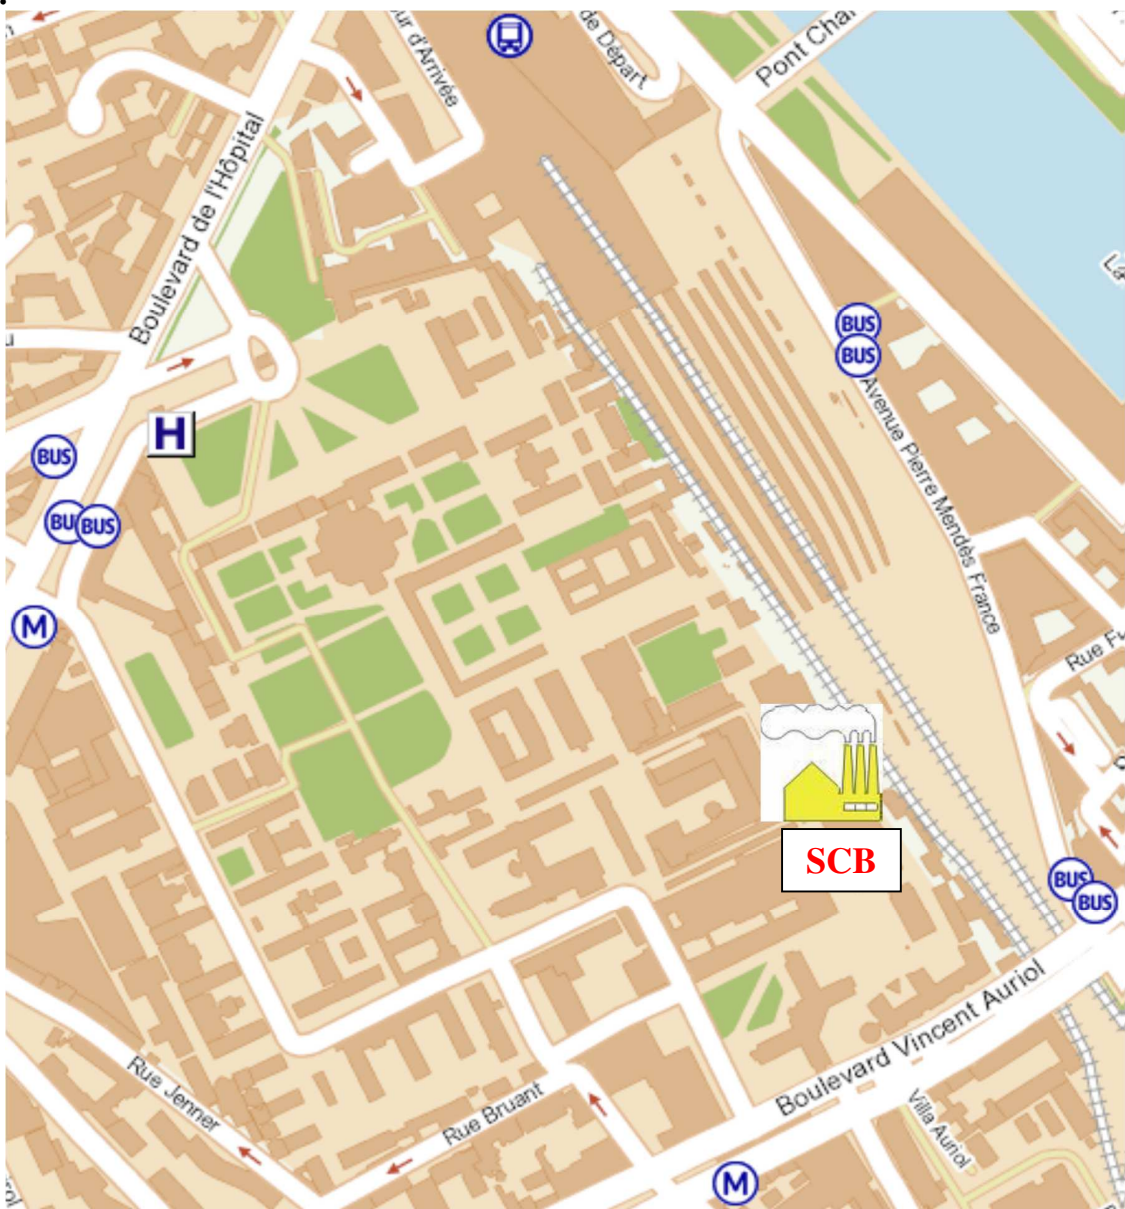 de Départ
Pont Char
Boulevard de l'Hôpital
BUS
BUS
Avenue Pierre Mendès France
H
BUS
BUS
M
Rue
SCB
BUS
BUS
Boulevard Vincent Auriol
Rue Jenner
Rue Bruant
Villa Auriol
M